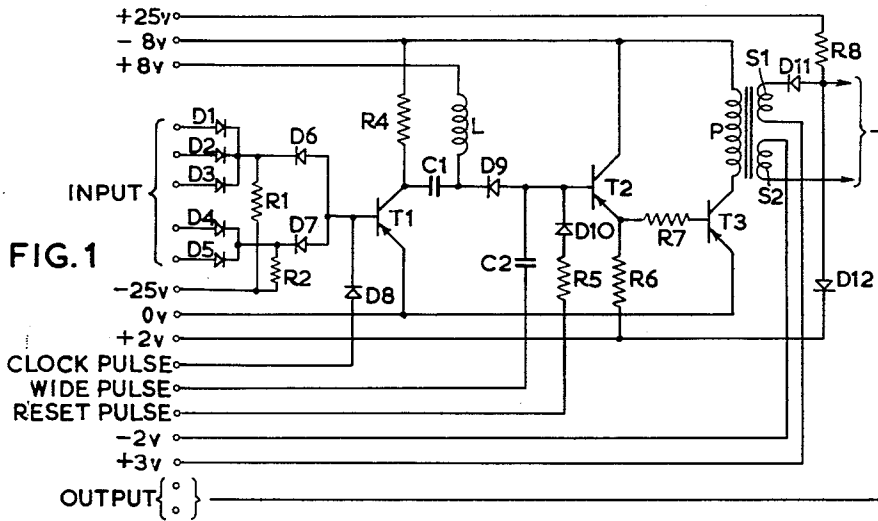 +25v
− 8v
+8v
R8
S1
D11
D1
D2
D3
INPUT
D4
D5
FIG.1
D6
R1
D7
R2
R4
L
C1
D9
T1
D8
P
S2
T2
T3
R7
D10
C2
R5
R6
D12
−25v
0v
+2v
CLOCK PULSE
WIDE PULSE
RESET PULSE
−2v
+3v
OUTPUT